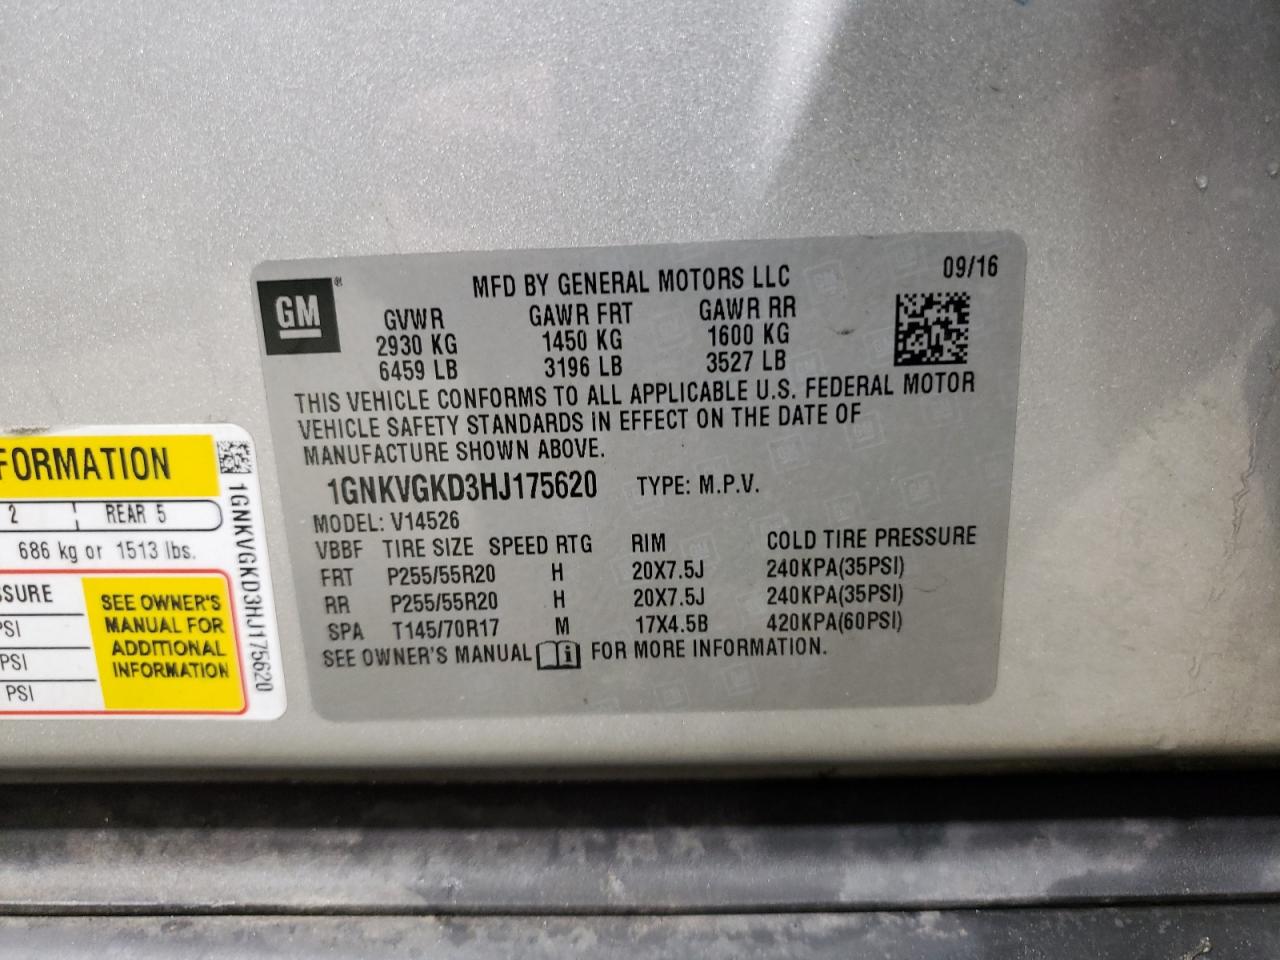 GM ®
MFD BY GENERAL MOTORS LLC
09/16
GVWR GAWR FRT GAWR RR
2930 KG 1450 KG 1600 KG
6459 LB 3196 LB 3527 LB
THIS VEHICLE CONFORMS TO ALL APPLICABLE U.S. FEDERAL MOTOR
VEHICLE SAFETY STANDARDS IN EFFECT ON THE DATE OF
MANUFACTURE SHOWN ABOVE.
1GNKVGKD3HJ175620 TYPE: M.P.V.
MODEL: V14526
VBBF TIRE SIZE SPEED RTG RIM COLD TIRE PRESSURE
FRT P255/55R20 H 20X7.5J 240KPA(35PSI)
RR P255/55R20 H 20X7.5J 240KPA(35PSI)
SPA T145/70R17 M 17X4.5B 420KPA(60PSI)
SEE OWNER'S MANUAL i FOR MORE INFORMATION.
FORMATION
2 REAR 5
686 kg or 1513 lbs.
SSURE
PSI
PSI
PSI
SEE OWNER'S
MANUAL FOR
ADDITIONAL
INFORMATION
1GNKVGKD3HJ175620